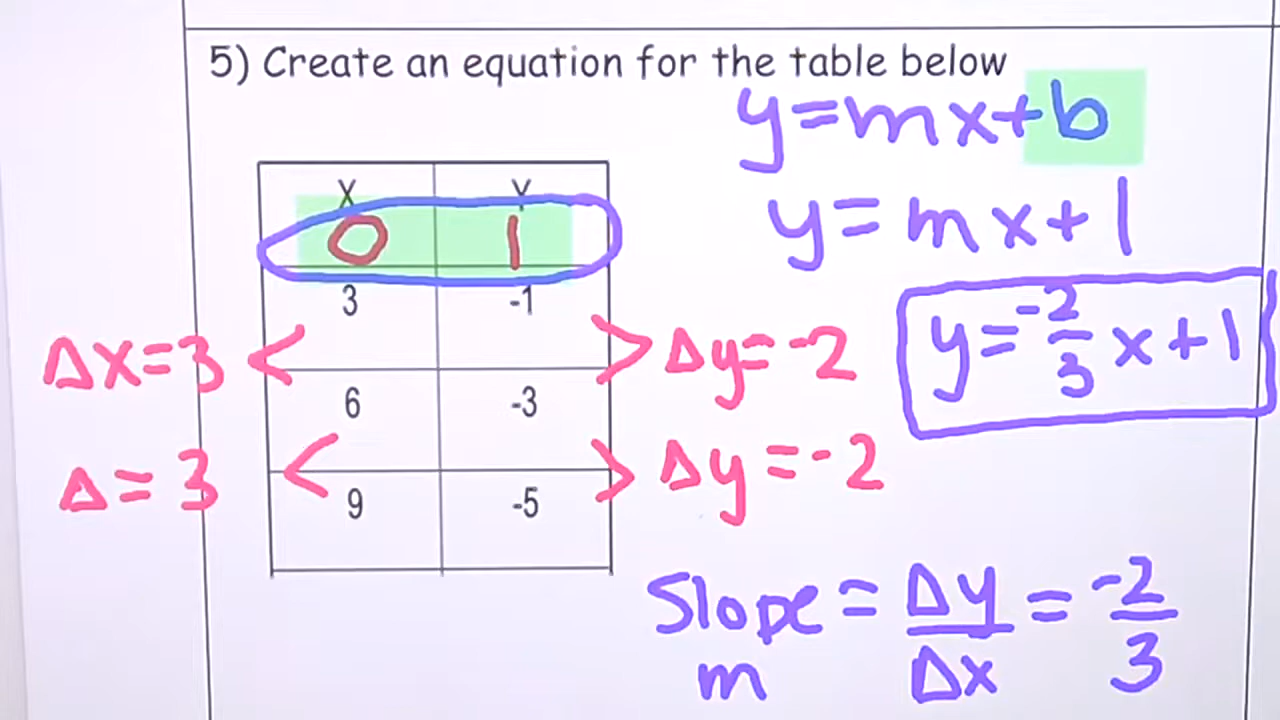 5) Create an equation for the table below
y=mx+b
y=mx+1
y=-2/3x+1
X Y
0 1
3 -1
Δx=3 Δy=-2
6 -3
Δ=3 Δy=-2
9 -5
Slope = Δy/Δx = -2/3
m